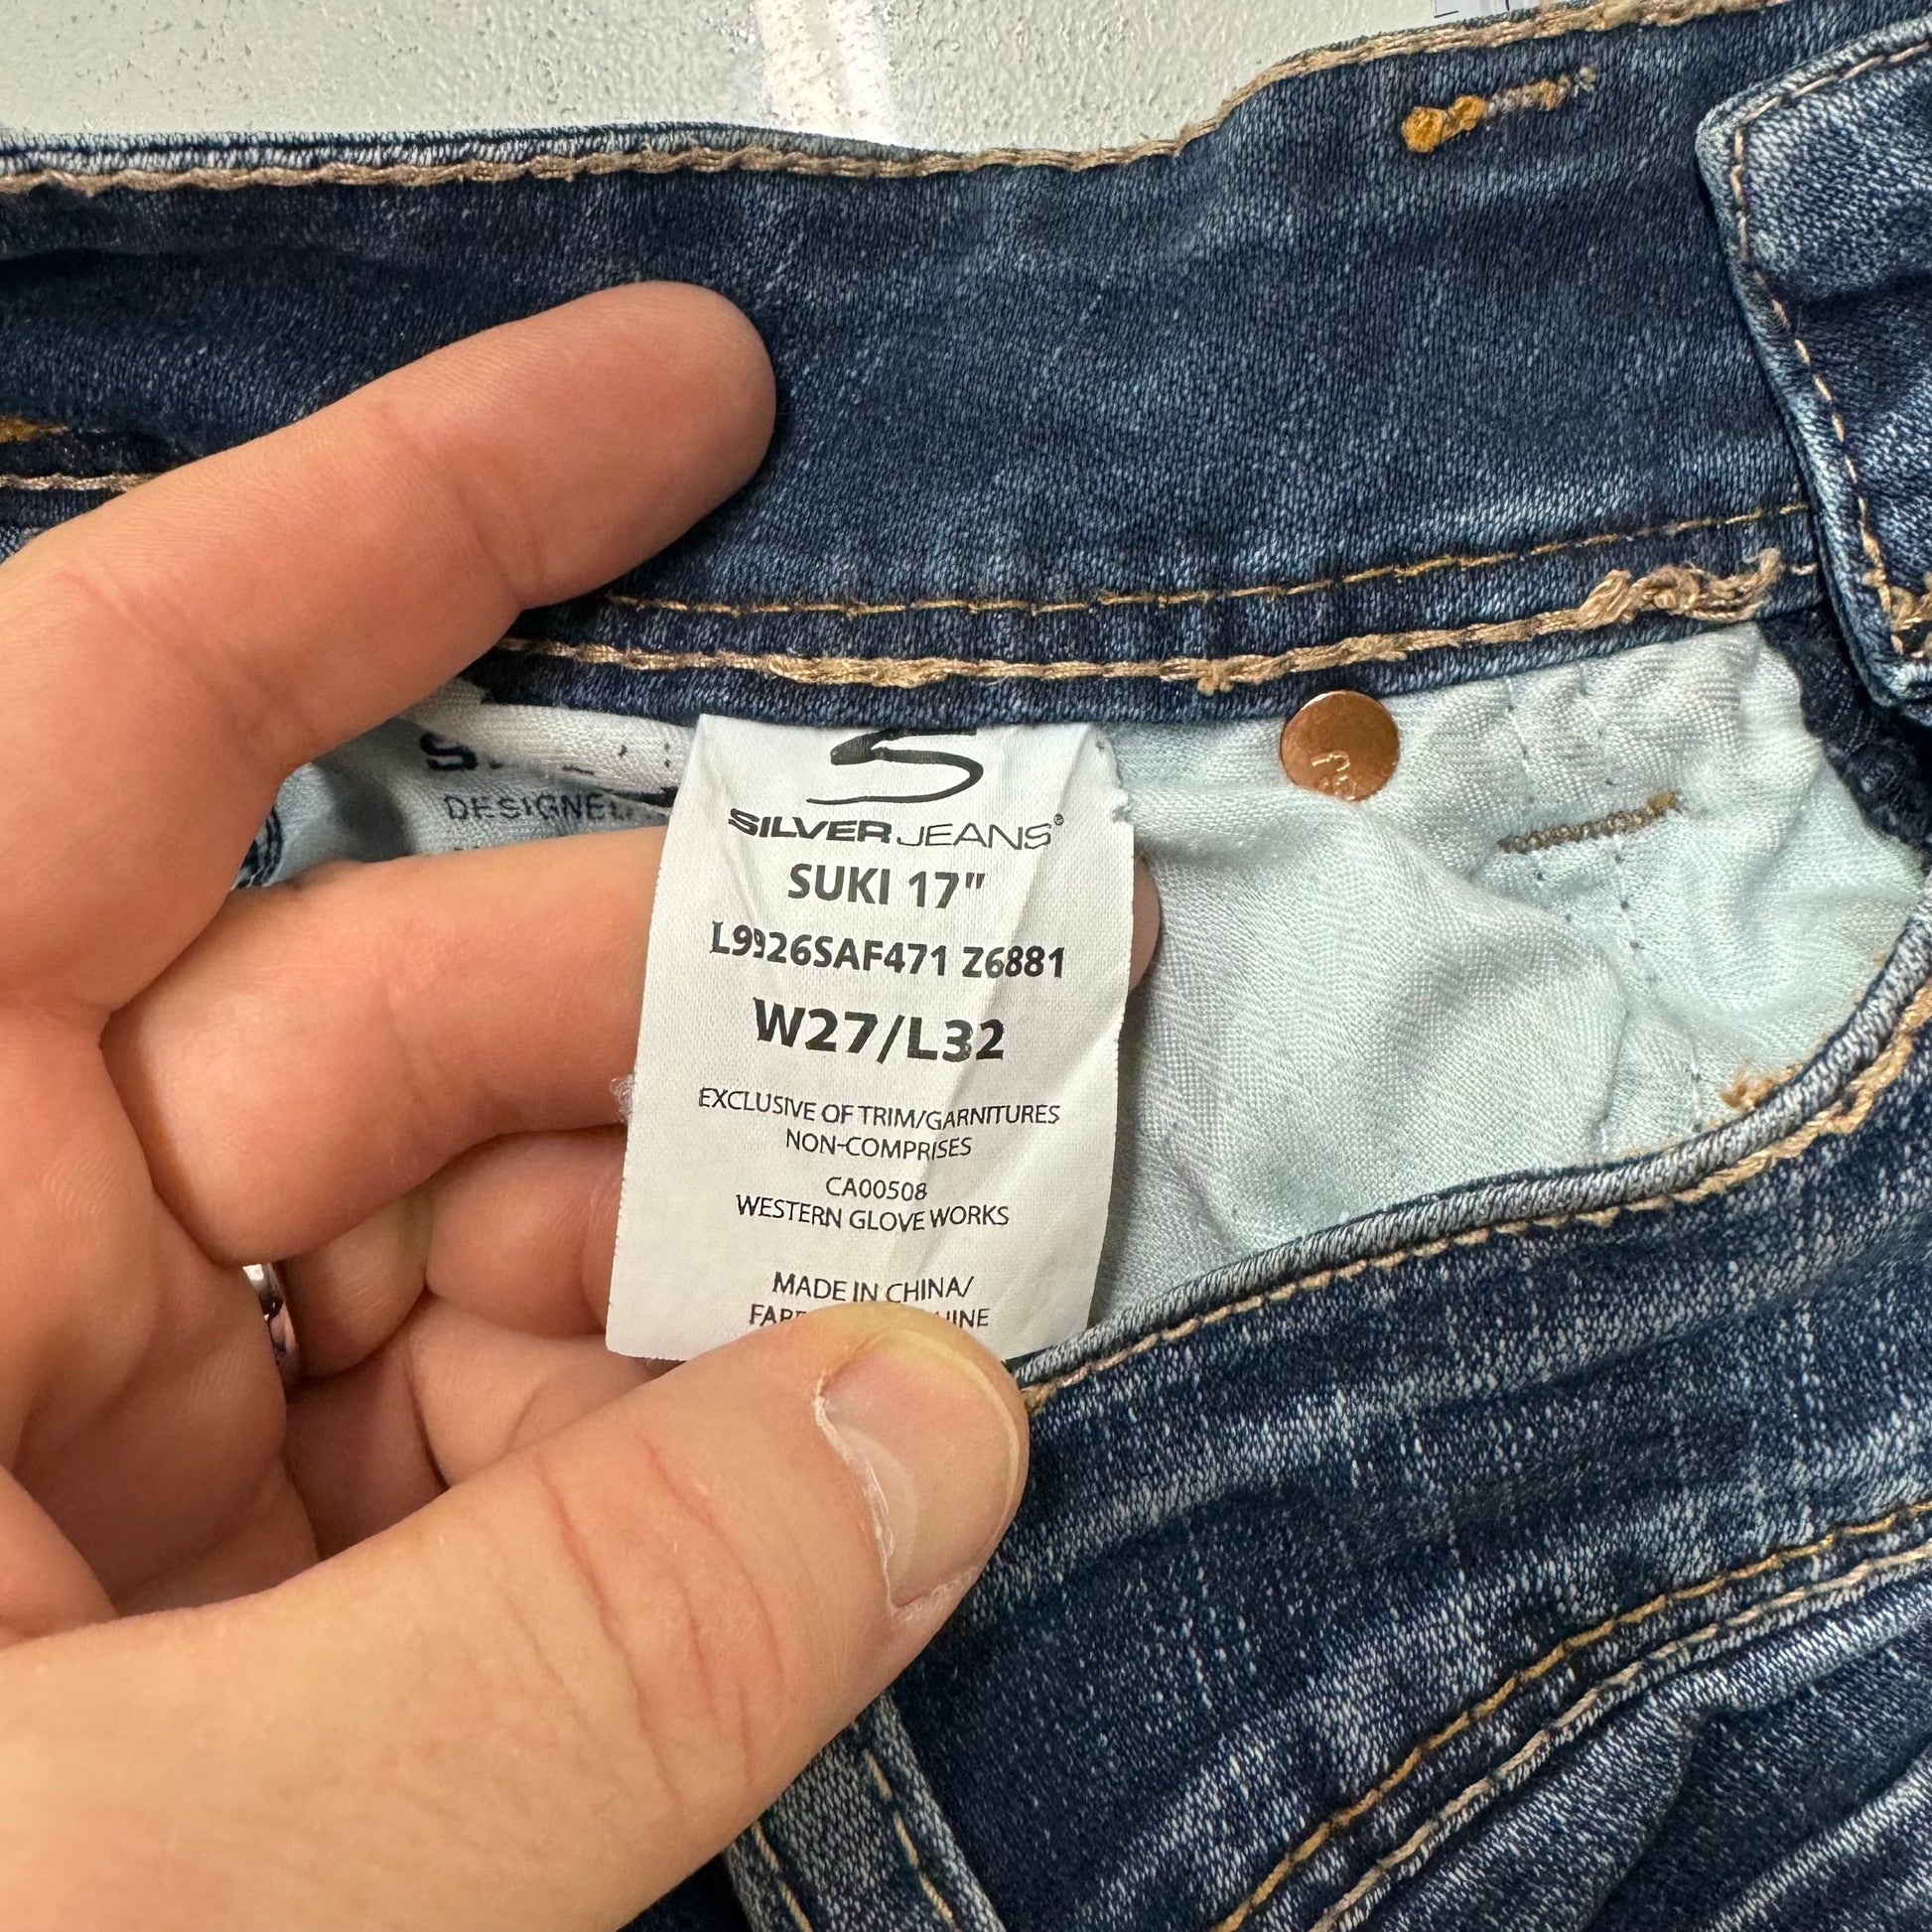 SILVER JEANS®
SUKI 17"
L9926SAF471 Z6881
W27/L32
EXCLUSIVE OF TRIM/GARNITURES
NON-COMPRISES
CA00508
WESTERN GLOVE WORKS
MADE IN CHINA/